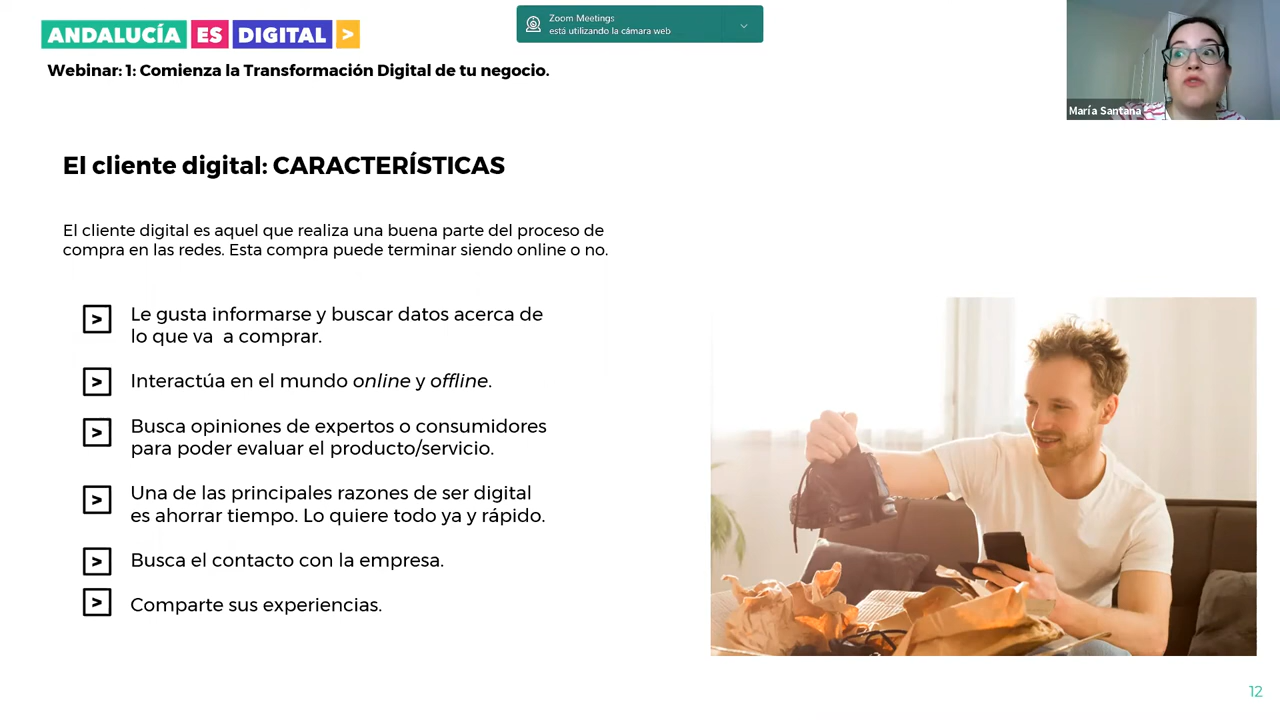 ANDALUCÍA ES DIGITAL >
Zoom Meetings
está utilizando la cámara web
Webinar: 1: Comienza la Transformación Digital de tu negocio.
María Santana
El cliente digital: CARACTERÍSTICAS
El cliente digital es aquel que realiza una buena parte del proceso de
compra en las redes. Esta compra puede terminar siendo online o no.
> Le gusta informarse y buscar datos acerca de
lo que va a comprar.
> Interactúa en el mundo online y offline.
> Busca opiniones de expertos o consumidores
para poder evaluar el producto/servicio.
> Una de las principales razones de ser digital
es ahorrar tiempo. Lo quiere todo ya y rápido.
> Busca el contacto con la empresa.
> Comparte sus experiencias.
12